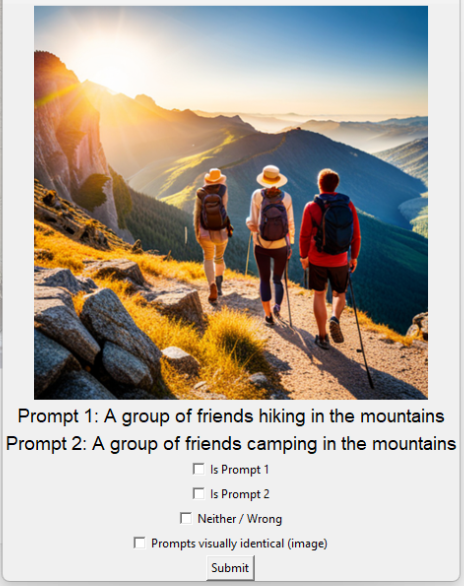 Prompt 1: A group of friends hiking in the mountains
Prompt 2: A group of friends camping in the mountains
Is Prompt 1
Is Prompt 2
Neither / Wrong
Prompts visually identical (image)
Submit